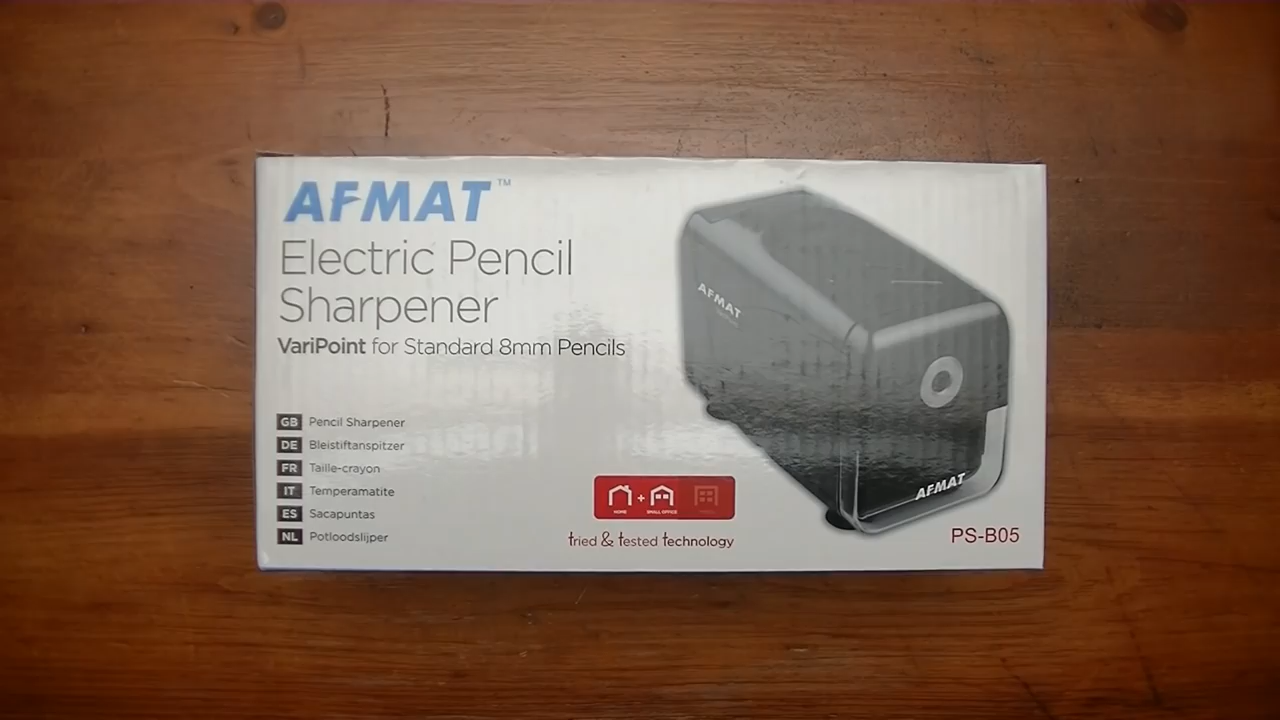 AFMAT™
Electric Pencil
Sharpener
VariPoint for Standard 8mm Pencils
GB Pencil Sharpener
DE Bleistiftanspitzer
FR Taille-crayon
IT Temperamatite
ES Sacapuntas
NL Potloodslijper
HOME + SMALL OFFICE
tried & tested technology
AFMAT
AFMAT
PS-B05